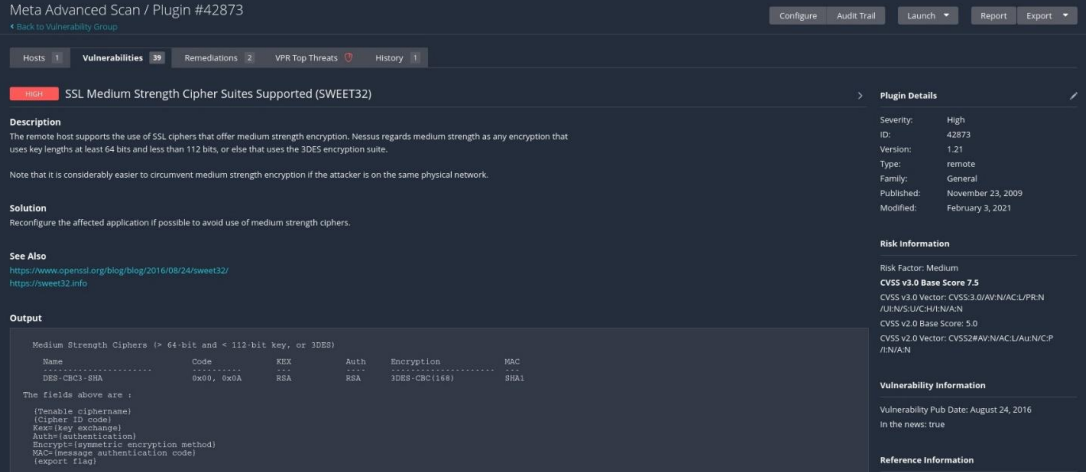 Meta Advanced Scan / Plugin #42873
Back to Vulnerability Group
Configure Audit Trail Launch Report Export
Hosts 1 Vulnerabilities 39 Remediations 2 VPR Top Threats History 1
HIGH SSL Medium Strength Cipher Suites Supported (SWEET32)
Description
The remote host supports the use of SSL ciphers that offer medium strength encryption. Nessus regards medium strength as any encryption that
uses key lengths at least 64 bits and less than 112 bits, or else that uses the 3DES encryption suite.
Note that it is considerably easier to circumvent medium strength encryption if the attacker is on the same physical network.
Solution
Reconfigure the affected application if possible to avoid use of medium strength ciphers.
See Also
https://www.openssl.org/blog/blog/2016/08/24/sweet32/
https://sweet32.info
Output
Medium Strength Ciphers (> 64-bit and < 112-bit key, or 3DES)
Name Code KEX Auth Encryption MAC
---------------------- ---------- --- ---- --------------------- ---
DES-CBC3-SHA 0x00, 0x0A RSA RSA 3DES-CBC(168) SHA1
The fields above are :
{Tenable ciphername}
{Cipher ID code}
Kex={key exchange}
Auth={authentication}
Encrypt={symmetric encryption method}
MAC={message authentication code}
{export flag}
Plugin Details
Severity: High
ID: 42873
Version: 1.21
Type: remote
Family: General
Published: November 23, 2009
Modified: February 3, 2021
Risk Information
Risk Factor: Medium
CVSS v3.0 Base Score 7.5
CVSS v3.0 Vector: CVSS:3.0/AV:N/AC:L/PR:N
/UI:N/S:U/C:H/I:N/A:N
CVSS v2.0 Base Score: 5.0
CVSS v2.0 Vector: CVSS2#AV:N/AC:L/Au:N/C:P
/I:N/A:N
Vulnerability Information
Vulnerability Pub Date: August 24, 2016
In the news: true
Reference Information